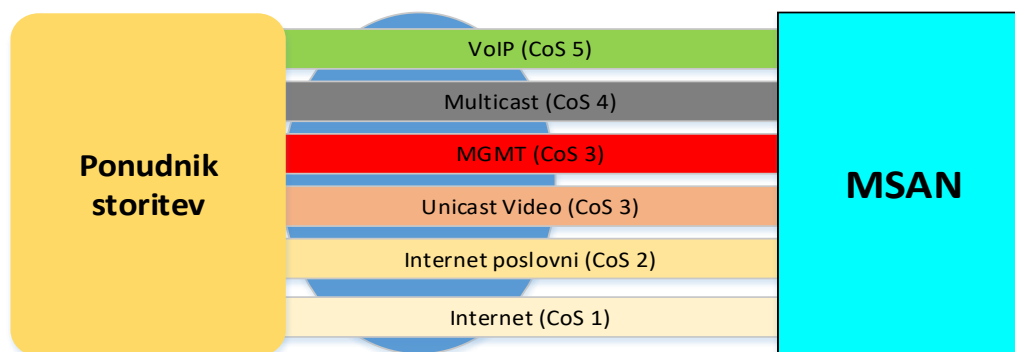 Ponudnik
storitev
VoIP (CoS 5)
Multicast (CoS 4)
MGMT (CoS 3)
Unicast Video (CoS 3)
Internet poslovni (CoS 2)
Internet (CoS 1)
MSAN